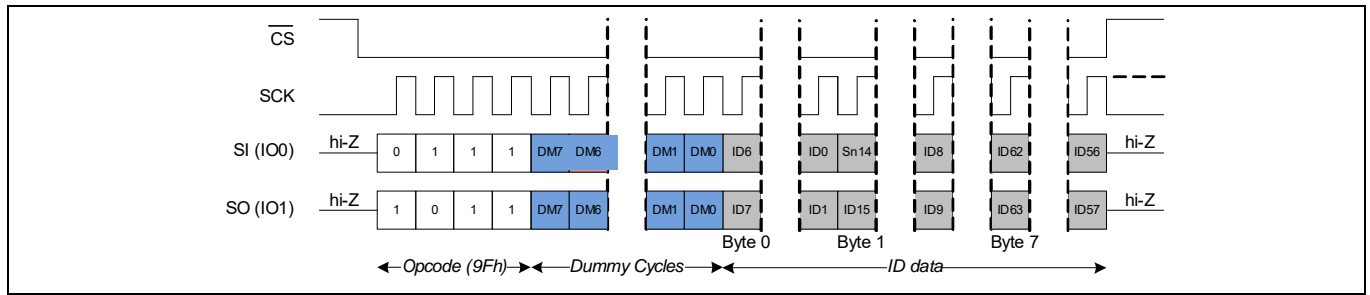 CS
SCK
SI (IO0) hi-Z 0 1 1 1 DM7 DM6 DM1 DM0 ID6 ID0 Sn14 ID8 ID62 ID56 hi-Z
SO (IO1) hi-Z 1 0 1 1 DM7 DM6 DM1 DM0 ID7 ID1 ID15 ID9 ID63 ID57 hi-Z
Byte 0 Byte 1 Byte 7
Opcode (9Fh) Dummy Cycles ID data